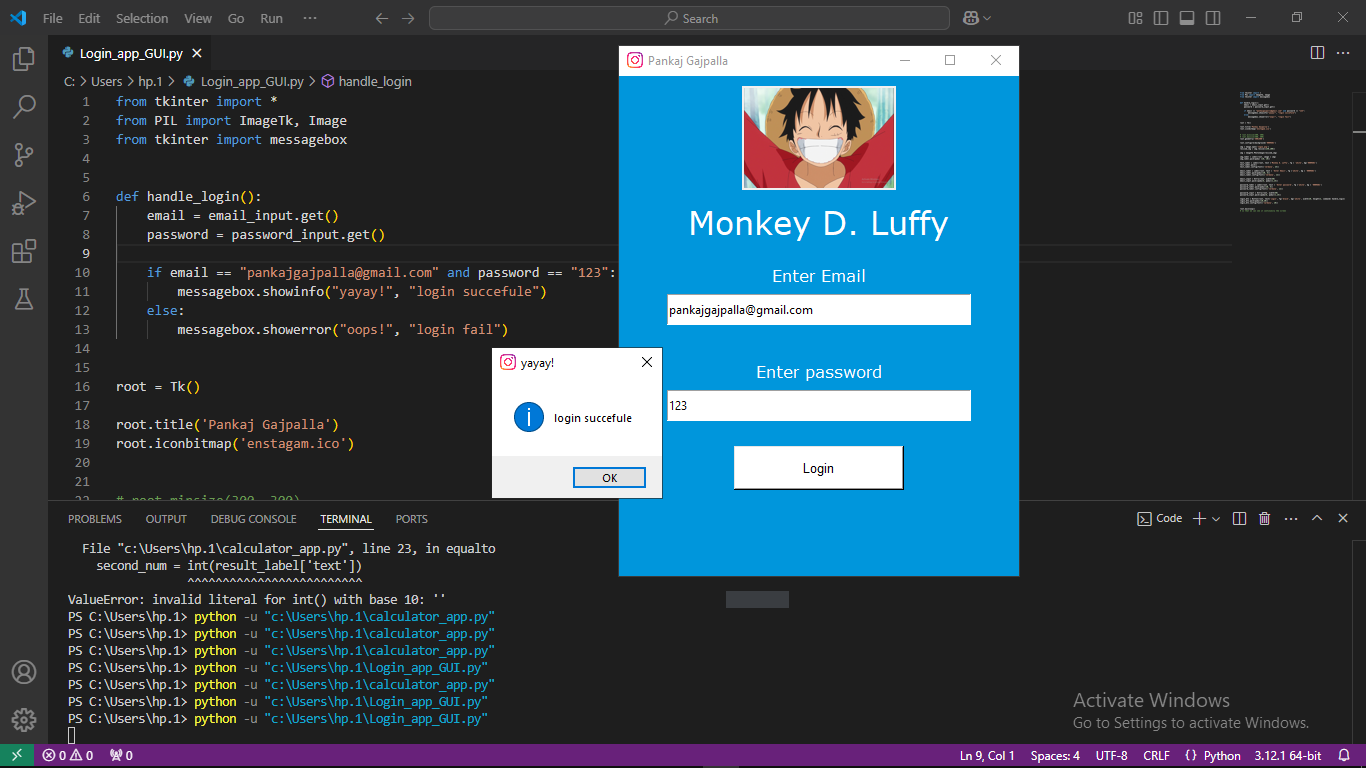 File Edit Selection View Go Run ··· Search
Login_app_GUI.py
C: > Users > hp.1 > Login_app_GUI.py > handle_login
1 from tkinter import *
2 from PIL import ImageTk, Image
3 from tkinter import messagebox
4
5
6 def handle_login():
7 email = email_input.get()
8 password = password_input.get()
9
10 if email == "pankajgajpalla@gmail.com" and password == "123":
11 messagebox.showinfo("yayay!", "login succefule")
12 else:
13 messagebox.showerror("oops!", "login fail")
14
15
16 root = Tk()
17
18 root.title('Pankaj Gajpalla')
19 root.iconbitmap('enstagam.ico')
20
21
22 # root.minsize(300, 300)
Pankaj Gajpalla
Monkey D. Luffy
Enter Email
pankajgajpalla@gmail.com
Enter password
123
Login
yayay!
login succefule
OK
PROBLEMS OUTPUT DEBUG CONSOLE TERMINAL PORTS Code
File "c:\Users\hp.1\calculator_app.py", line 23, in equalto
second_num = int(result_label['text'])
^^^^^^^^^^^^^^^^^^^^^^^^^
ValueError: invalid literal for int() with base 10: ''
PS C:\Users\hp.1> python -u "c:\Users\hp.1\calculator_app.py"
PS C:\Users\hp.1> python -u "c:\Users\hp.1\calculator_app.py"
PS C:\Users\hp.1> python -u "c:\Users\hp.1\calculator_app.py"
PS C:\Users\hp.1> python -u "c:\Users\hp.1\Login_app_GUI.py"
PS C:\Users\hp.1> python -u "c:\Users\hp.1\calculator_app.py"
PS C:\Users\hp.1> python -u "c:\Users\hp.1\Login_app_GUI.py"
PS C:\Users\hp.1> python -u "c:\Users\hp.1\Login_app_GUI.py"
Activate Windows
Go to Settings to activate Windows.
0 0 0 Ln 9, Col 1 Spaces: 4 UTF-8 CRLF {} Python 3.12.1 64-bit